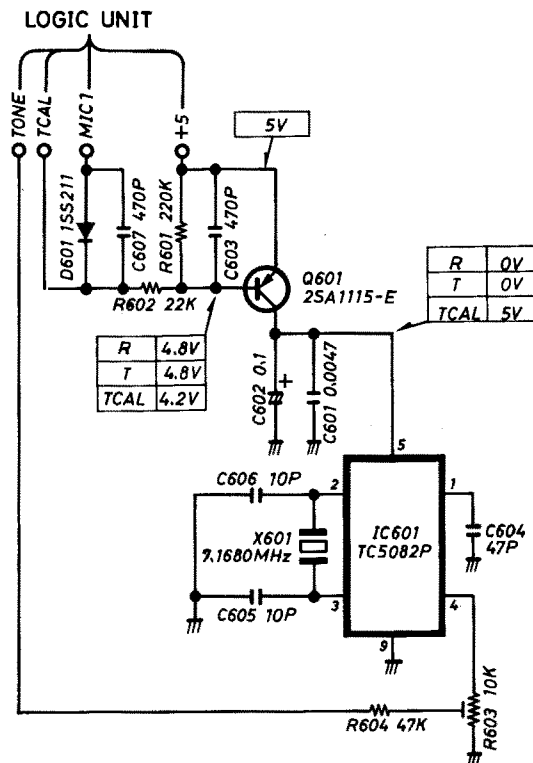 LOGIC UNIT
TONE
TCAL
MIC1
+5
5V
D601 1SS211
C607 470P
R601 220K
C603 470P
R602 22K
Q601
2SA1115-E
R 0V
T 0V
TCAL 5V
R 4.8V
T 4.8V
TCAL 4.2V
C602 0.1
+
C601 0.0047
5
C606 10P
2
1
X601
7.1680MHz
IC601
TC5082P
C604
47P
C605 10P
3
4
9
R604 47K
R603 10K